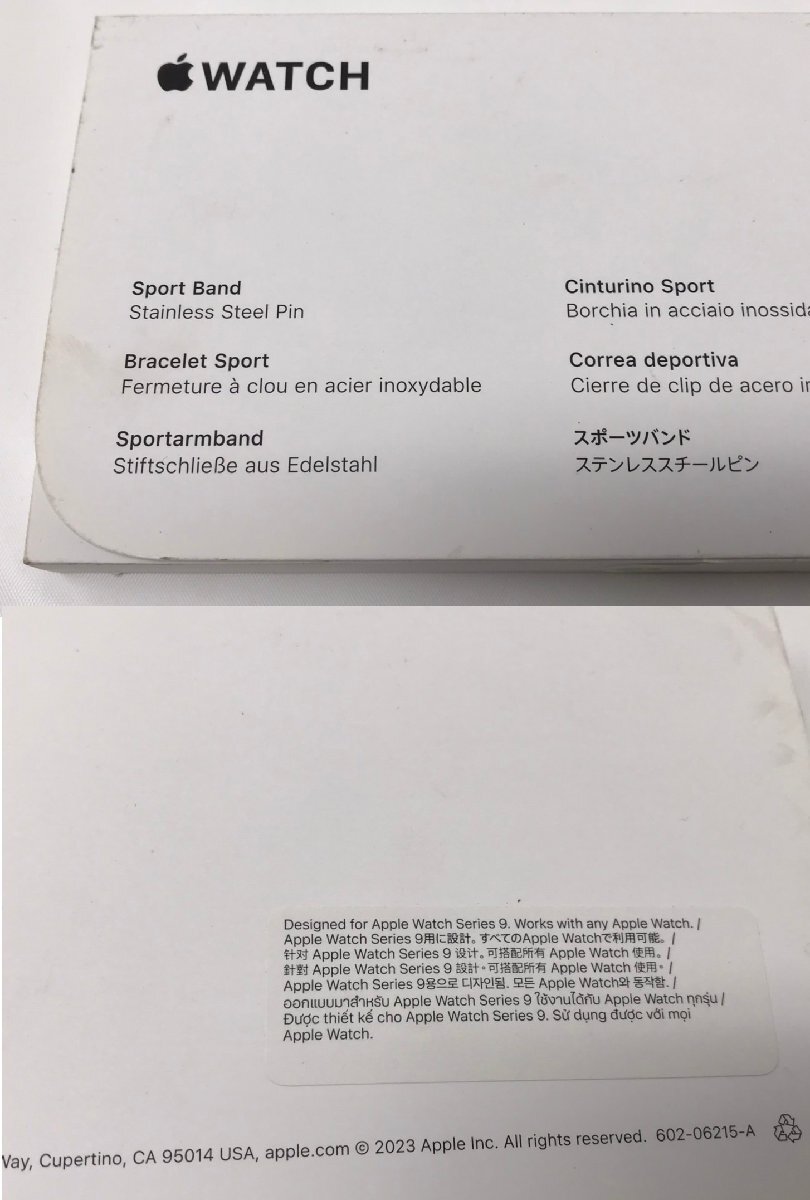 WATCH
Sport Band
Stainless Steel Pin
Bracelet Sport
Fermeture à clou en acier inoxydable
Sportarmband
Stiftschließe aus Edelstahl
Cinturino Sport
Borchia in acciaio
Correa deportiva
Cierre de clip de acero
スポーツバンド
ステンレススチールピン
Designed for Apple Watch Series 9. Works with any Apple Watch. /
Apple Watch Series 9用に設計。すべてのApple Watchで利用可能。 /
针对 Apple Watch Series 9 设计。可搭配所有 Apple Watch 使用。 /
針對 Apple Watch Series 9 設計。可搭配所有 Apple Watch 使用。 /
Apple Watch Series 9용으로 디자인됨. 모든 Apple Watch와 동작함. /
ออกแบบมาสำหรับ Apple Watch Series 9 ใช้งานได้กับ Apple Watch ทุกรุ่น /
Được thiết kế cho Apple Watch Series 9. Sử dụng được với mọi
Apple Watch.
Way, Cupertino, CA 95014 USA, apple.com © 2023 Apple Inc. All rights reserved. 602-06215-A